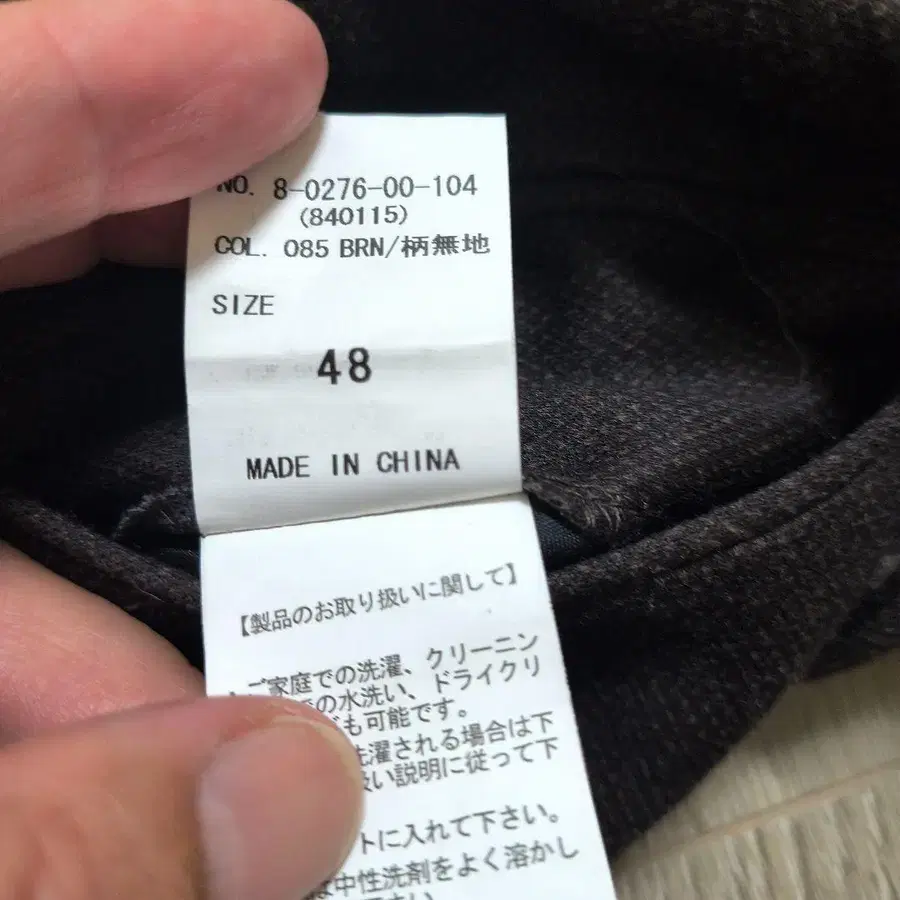 NO. 8-0276-00-104
(840115)
COL. 085 BRN/柄無地
SIZE
48
MADE IN CHINA
【製品のお取り扱いに関して】
ご家庭での洗濯、クリーニン
の水洗い、ドライクリ
も可能です。
洗濯される場合は下
扱い説明に従って下
トに入れて下さい。
は中性洗剤をよく溶かし